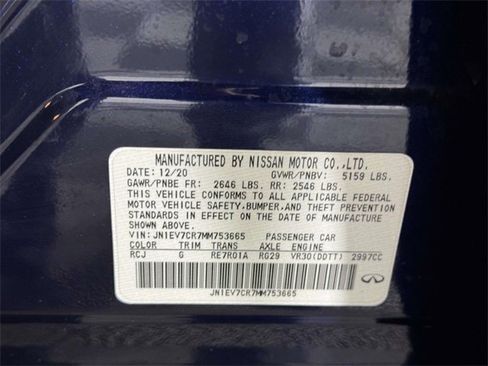 MANUFACTURED BY NISSAN MOTOR CO.,LTD.
DATE: 12/20 GVWR/PNBV: 5159 LBS.
GAWR/PNBE FR: 2646 LBS. RR: 2546 LBS.
THIS VEHICLE CONFORMS TO ALL APPLICABLE FEDERAL
MOTOR VEHICLE SAFETY,BUMPER,AND THEFT PREVENTION
STANDARDS IN EFFECT ON THE DATE OF MANUFACTURE
SHOWN ABOVE.
VIN: JN1EV7CR7MM753665 PASSENGER CAR
COLOR TRIM TRANS AXLE ENGINE
RCJ G RE7R01A RG29 VR30(DDTT) 2997CC
JN1EV7CR7MM753665